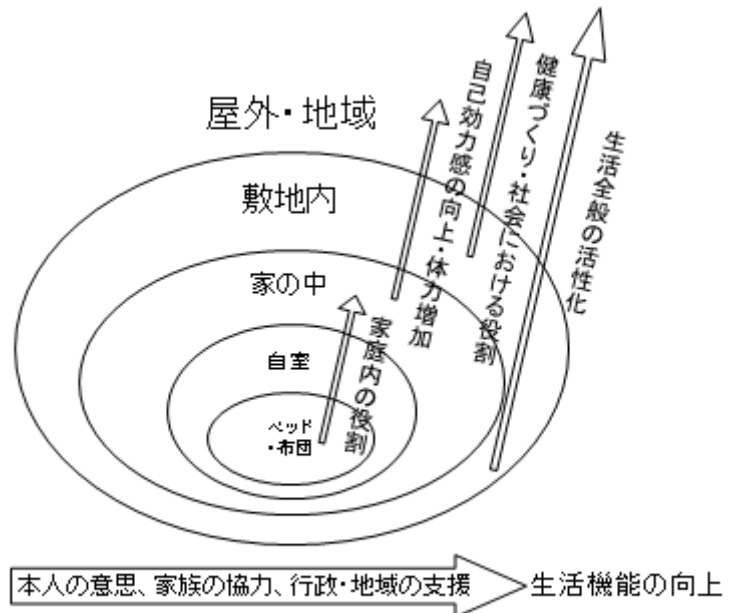 屋外・地域
敷地内
家の中
自室
ベッド
・布団
家庭内の役割
自己効力感の向上・体力増加
健康づくり・社会における役割
生活全般の活性化
本人の意思、家族の協力、行政・地域の支援
生活機能の向上